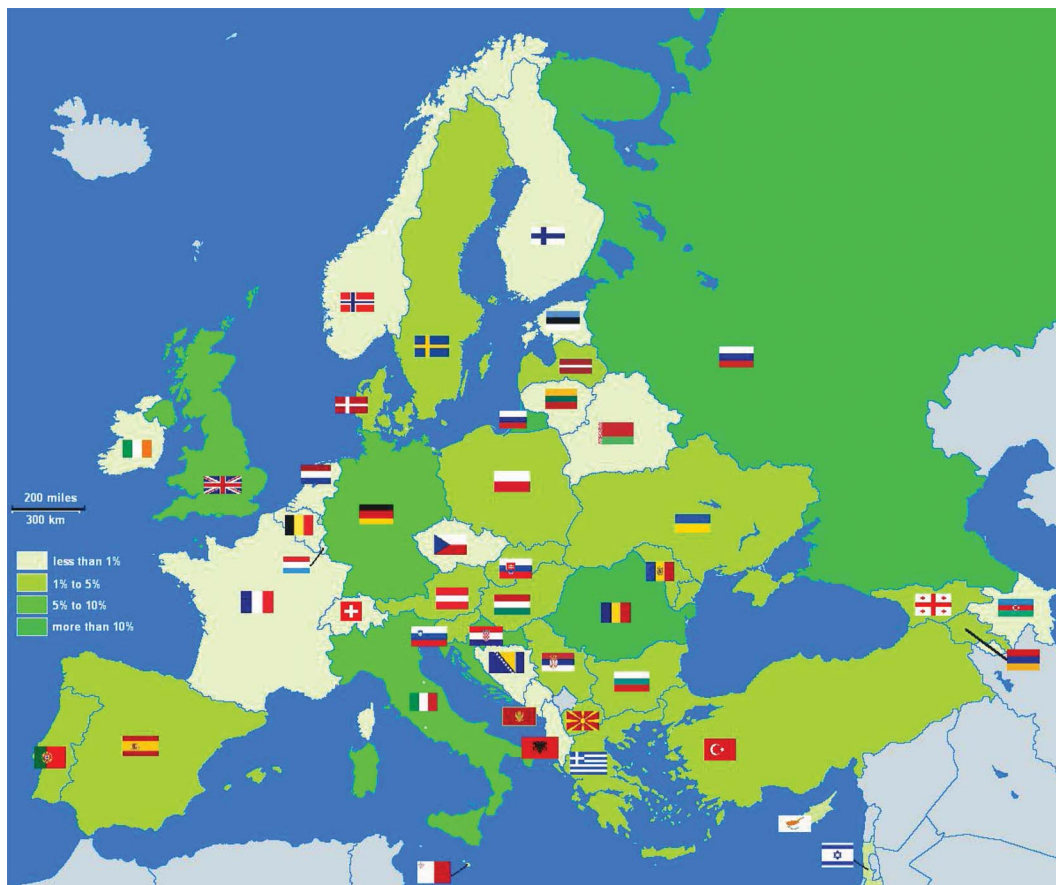 200 miles
300 km
less than 1%
1% to 5%
5% to 10%
more than 10%